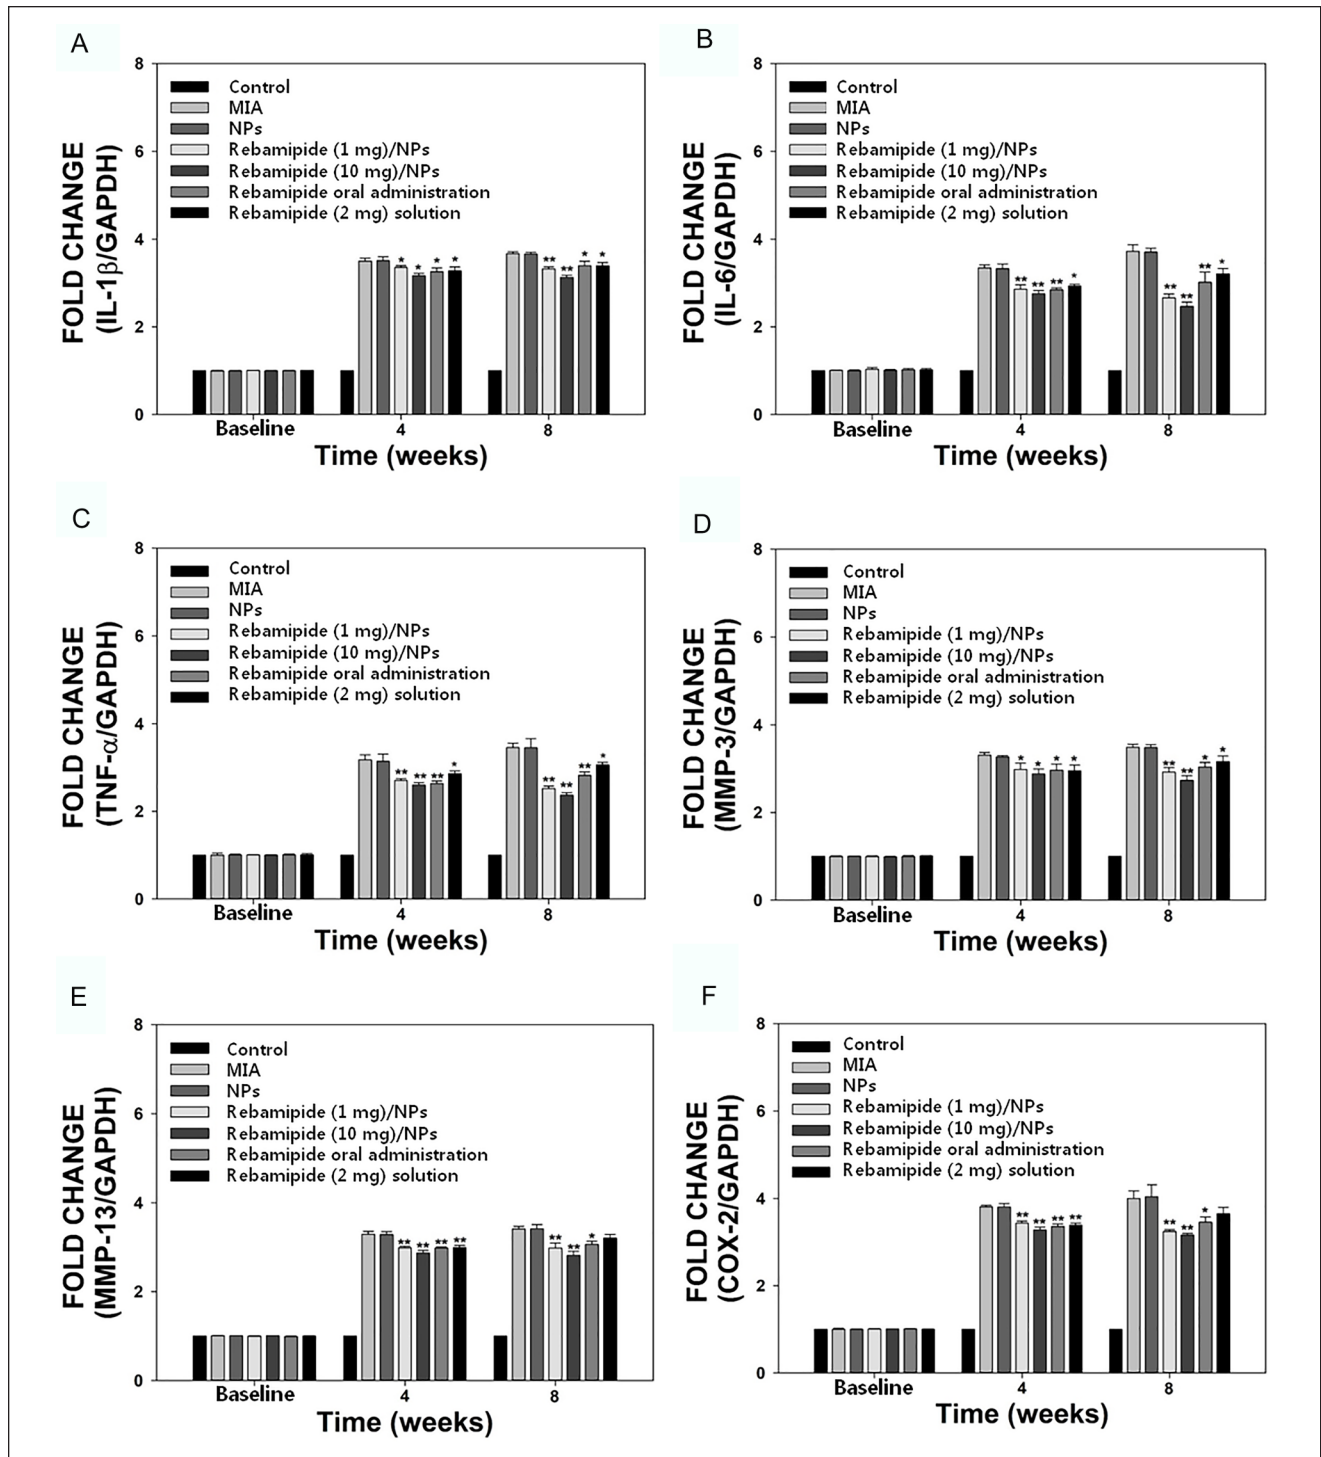 A
8
6
4
2
0
FOLD CHANGE
(IL-1β/GAPDH)
Control
MIA
NPs
Rebamipide (1 mg)/NPs
Rebamipide (10 mg)/NPs
Rebamipide oral administration
Rebamipide (2 mg) solution
* * * *
** ** * *
Baseline 4 8
Time (weeks)
B
8
6
4
2
0
FOLD CHANGE
(IL-6/GAPDH)
Control
MIA
NPs
Rebamipide (1 mg)/NPs
Rebamipide (10 mg)/NPs
Rebamipide oral administration
Rebamipide (2 mg) solution
** ** ** *
** ** ** *
Baseline 4 8
Time (weeks)
C
8
6
4
2
0
FOLD CHANGE
(TNF-α/GAPDH)
Control
MIA
NPs
Rebamipide (1 mg)/NPs
Rebamipide (10 mg)/NPs
Rebamipide oral administration
Rebamipide (2 mg) solution
** ** ** *
** ** ** *
Baseline 4 8
Time (weeks)
D
8
6
4
2
0
FOLD CHANGE
(MMP-3/GAPDH)
Control
MIA
NPs
Rebamipide (1 mg)/NPs
Rebamipide (10 mg)/NPs
Rebamipide oral administration
Rebamipide (2 mg) solution
* * * *
** ** * *
Baseline 4 8
Time (weeks)
E
8
6
4
2
0
FOLD CHANGE
(MMP-13/GAPDH)
Control
MIA
NPs
Rebamipide (1 mg)/NPs
Rebamipide (10 mg)/NPs
Rebamipide oral administration
Rebamipide (2 mg) solution
** ** ** **
** ** *
Baseline 4 8
Time (weeks)
F
8
6
4
2
0
FOLD CHANGE
(COX-2/GAPDH)
Control
MIA
NPs
Rebamipide (1 mg)/NPs
Rebamipide (10 mg)/NPs
Rebamipide oral administration
Rebamipide (2 mg) solution
** ** ** **
** ** *
Baseline 4 8
Time (weeks)